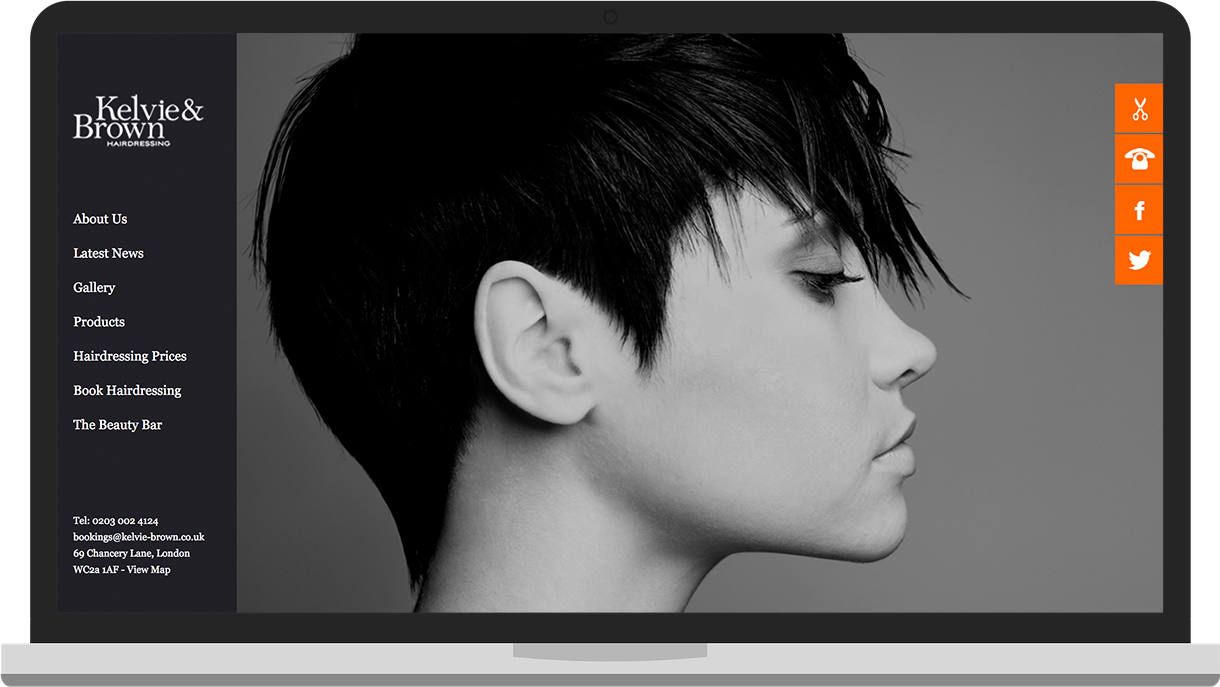 Kelvie&
Brown
HAIRDRESSING
About Us
Latest News
Gallery
Products
Hairdressing Prices
Book Hairdressing
The Beauty Bar
Tel: 0203 002 4124
bookings@kelvie-brown.co.uk
69 Chancery Lane, London
WC2a 1AF - View Map